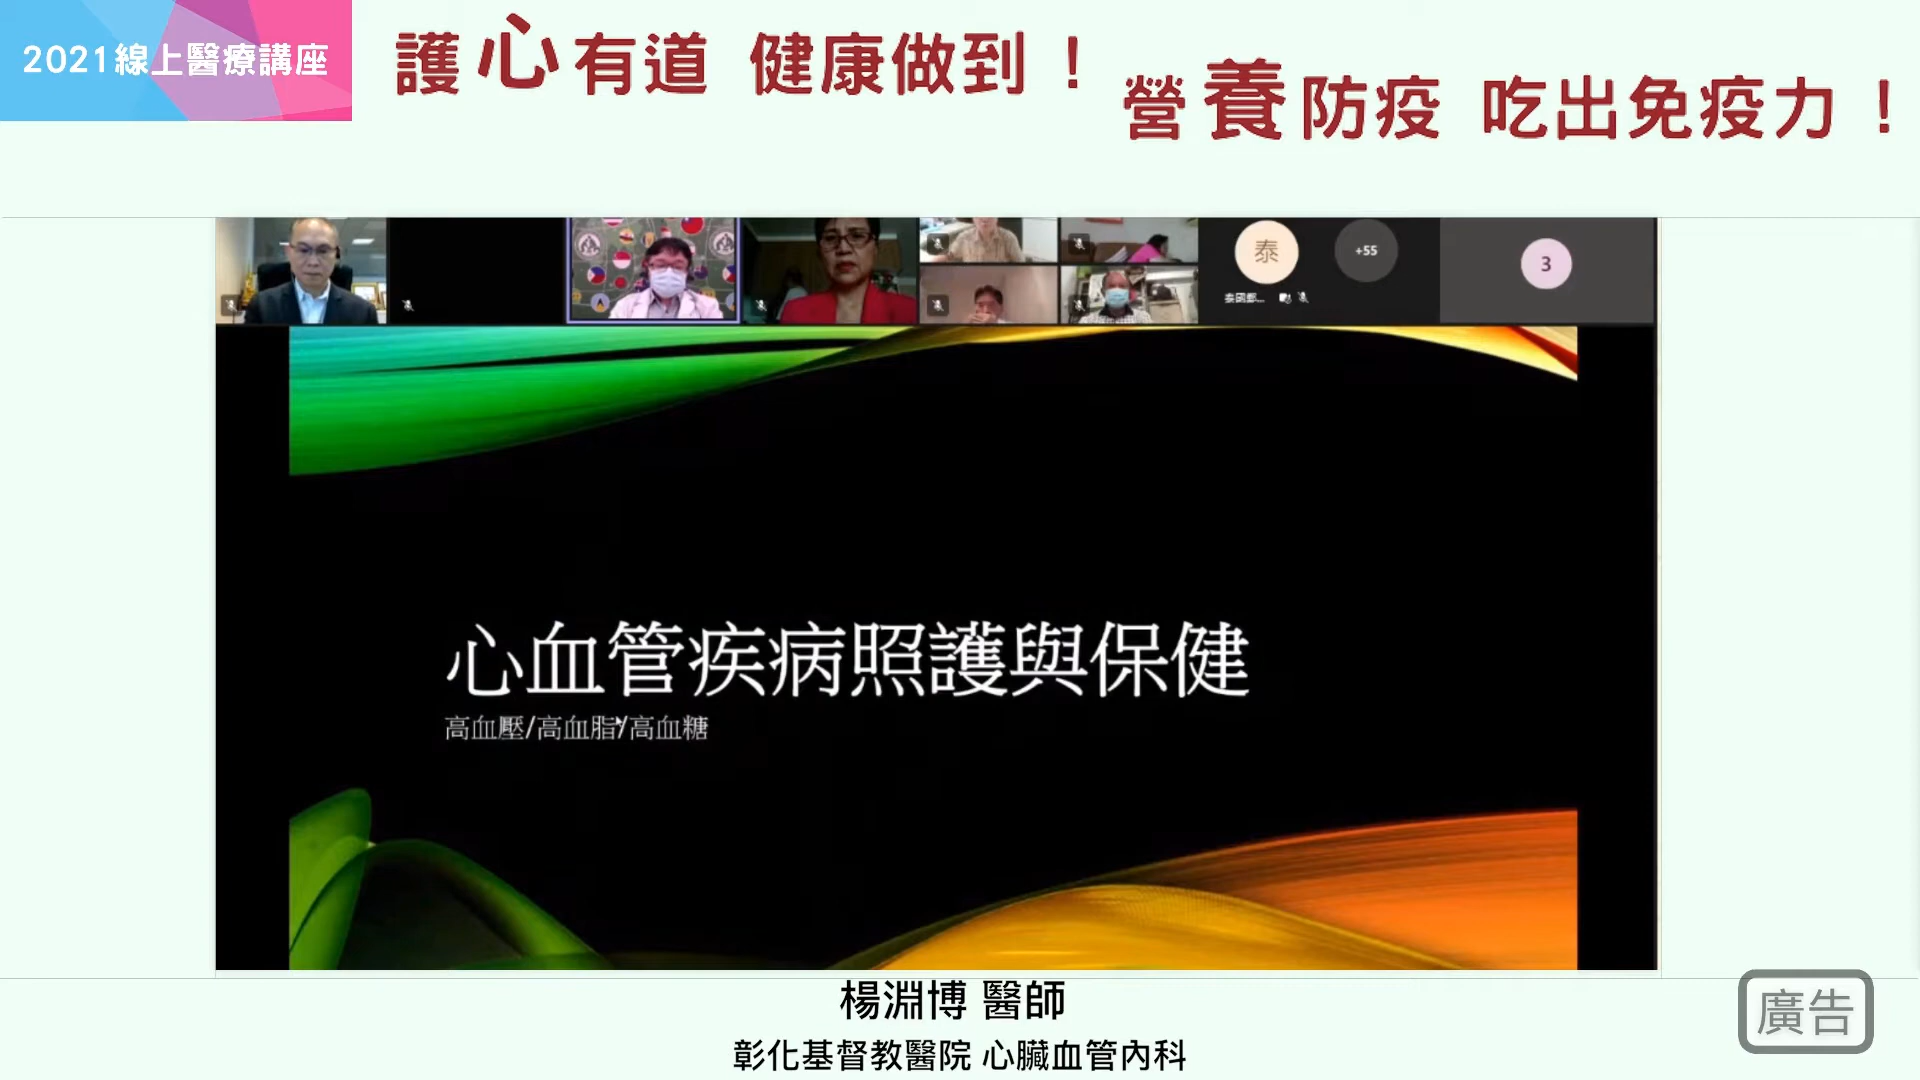 2021線上醫療講座
護心有道 健康做到！
營養防疫 吃出免疫力！
泰
+55
3
心血管疾病照護與保健
高血壓/高血脂/高血糖
楊淵博 醫師
彰化基督教醫院 心臟血管內科
廣告